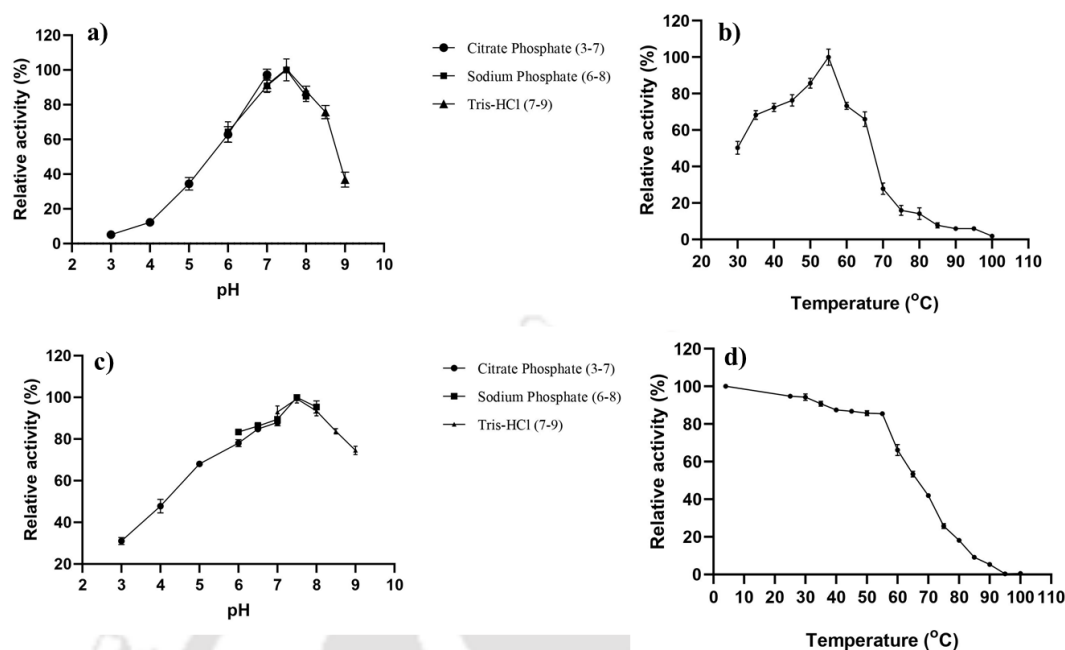 a)
Relative activity (%)
120
100
80
60
40
20
0
2 3 4 5 6 7 8 9 10
pH
Citrate Phosphate (3-7)
Sodium Phosphate (6-8)
Tris-HCl (7-9)
b)
Relative activity (%)
120
100
80
60
40
20
0
20 30 40 50 60 70 80 90 100 110
Temperature (°C)
c)
Relative activity (%)
120
100
80
60
40
20
2 3 4 5 6 7 8 9 10
pH
Citrate Phosphate (3-7)
Sodium Phosphate (6-8)
Tris-HCl (7-9)
d)
Relative activity (%)
120
100
80
60
40
20
0
0 10 20 30 40 50 60 70 80 90 100 110
Temperature (°C)